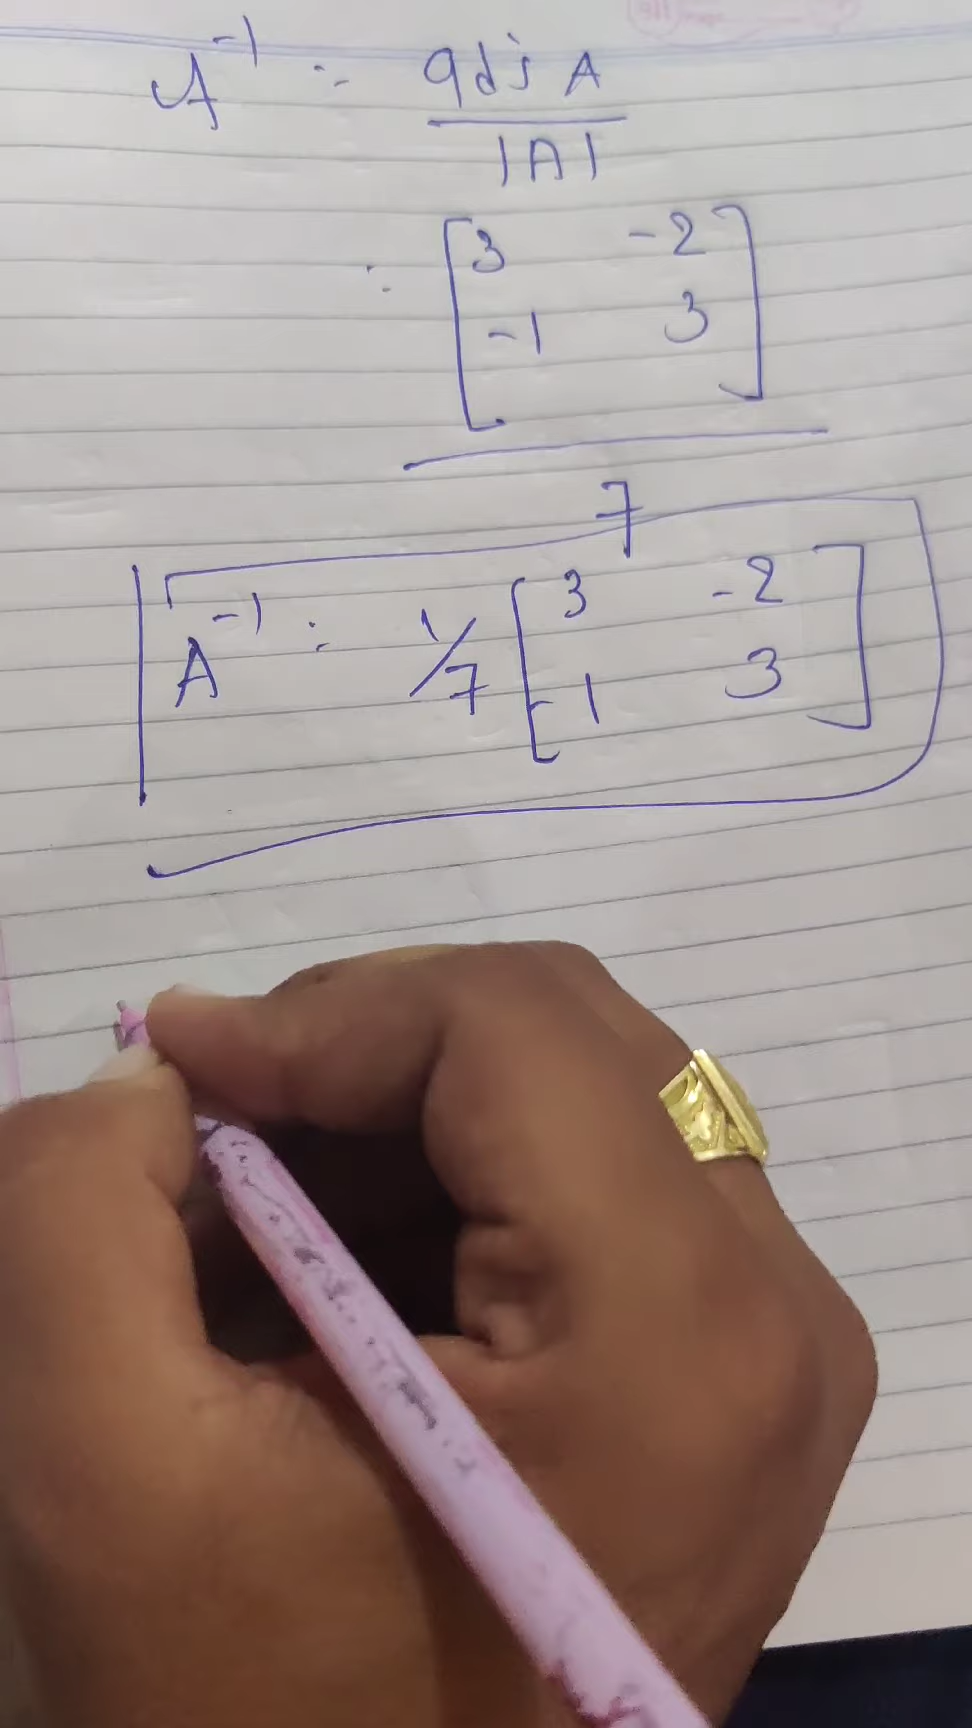 A⁻¹ = adj A
|A|
= [ 3 -2
-1 3 ]
7
A⁻¹ = 1/7 [ 3 -2
-1 3 ]